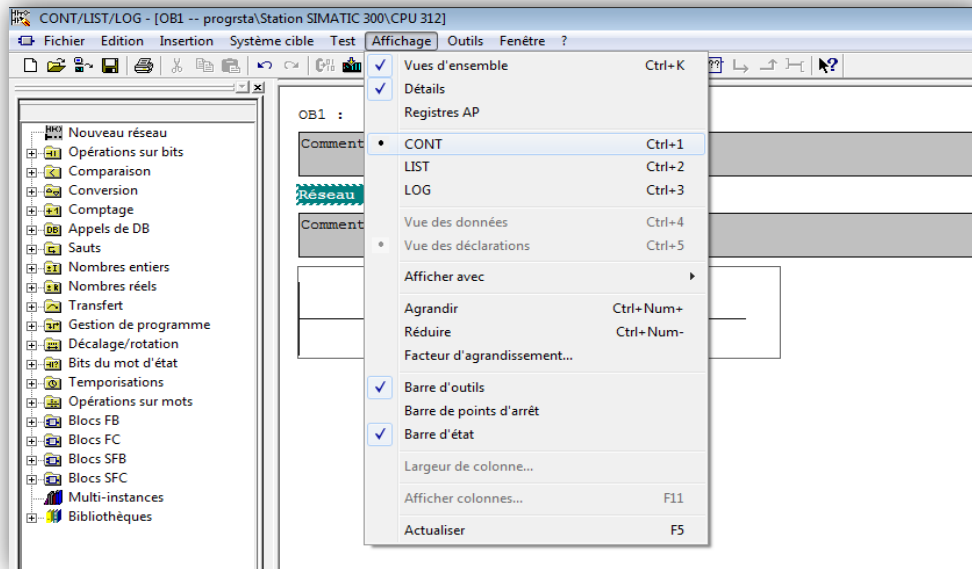 CONT/LIST/LOG - [OB1 -- progrsta\Station SIMATIC 300\CPU 312]
Fichier Edition Insertion Système cible Test Affichage Outils Fenêtre ?
Nouveau réseau
Opérations sur bits
Comparaison
Conversion
Comptage
Appels de DB
Sauts
Nombres entiers
Nombres réels
Transfert
Gestion de programme
Décalage/rotation
Bits du mot d'état
Temporisations
Opérations sur mots
Blocs FB
Blocs FC
Blocs SFB
Blocs SFC
Multi-instances
Bibliothèques
OB1 :
Comment
Réseau
Comment
Vues d'ensemble Ctrl+K
Détails
Registres AP
CONT Ctrl+1
LIST Ctrl+2
LOG Ctrl+3
Vue des données Ctrl+4
Vue des déclarations Ctrl+5
Afficher avec
Agrandir Ctrl+Num+
Réduire Ctrl+Num-
Facteur d'agrandissement...
Barre d'outils
Barre de points d'arrêt
Barre d'état
Largeur de colonne...
Afficher colonnes... F11
Actualiser F5